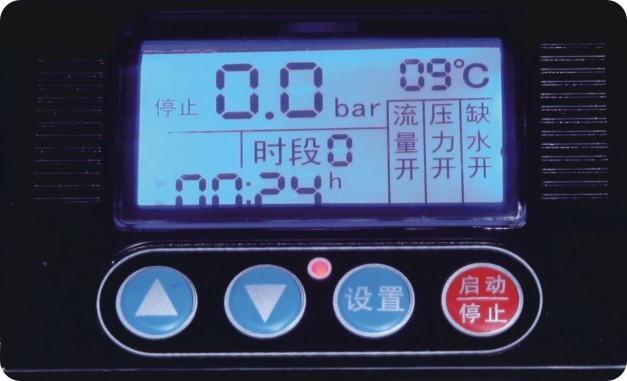 09℃
停止 0.0 bar
流量开 压力开 缺水开
时段0
00:24 h
设置
启动
停止